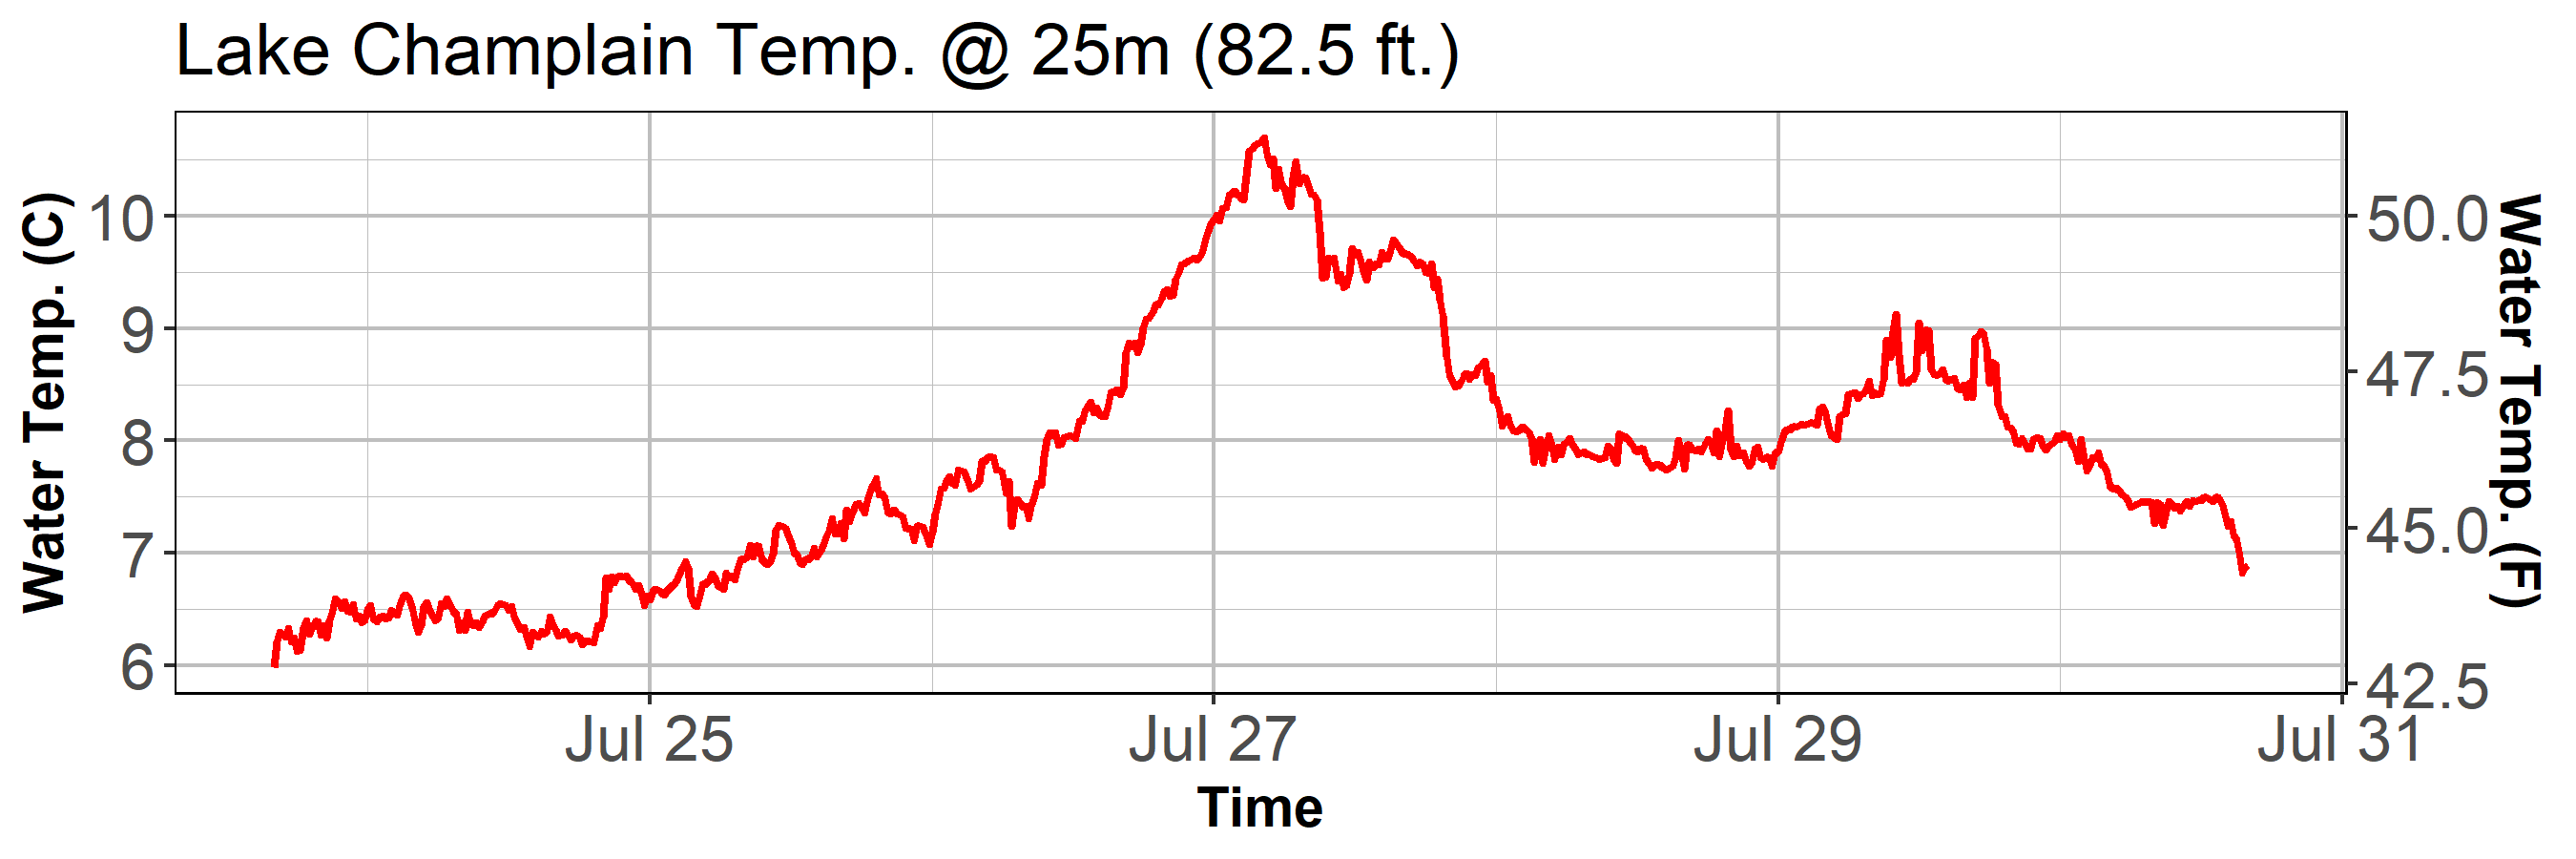 Lake Champlain Temp. @ 25m (82.5 ft.)
Water Temp. (C)
10
9
8
7
6
50.0
47.5
45.0
42.5
Water Temp. (F)
Jul 25
Jul 27
Jul 29
Jul 31
Time